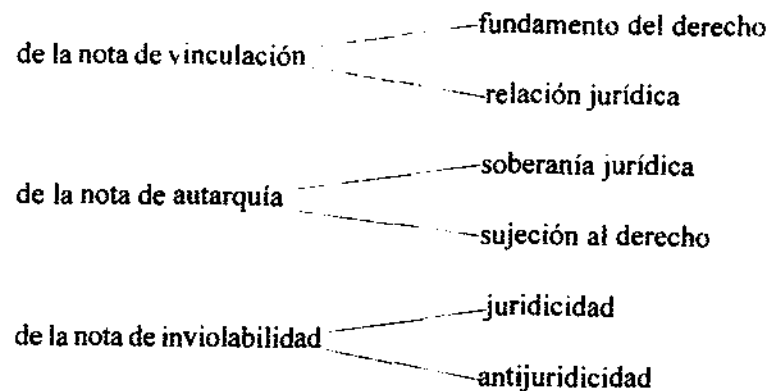 fundamento del derecho
de la nota de vinculación
relación jurídica
soberanía jurídica
de la nota de autarquía
sujeción al derecho
juridicidad
de la nota de inviolabilidad
antijuridicidad